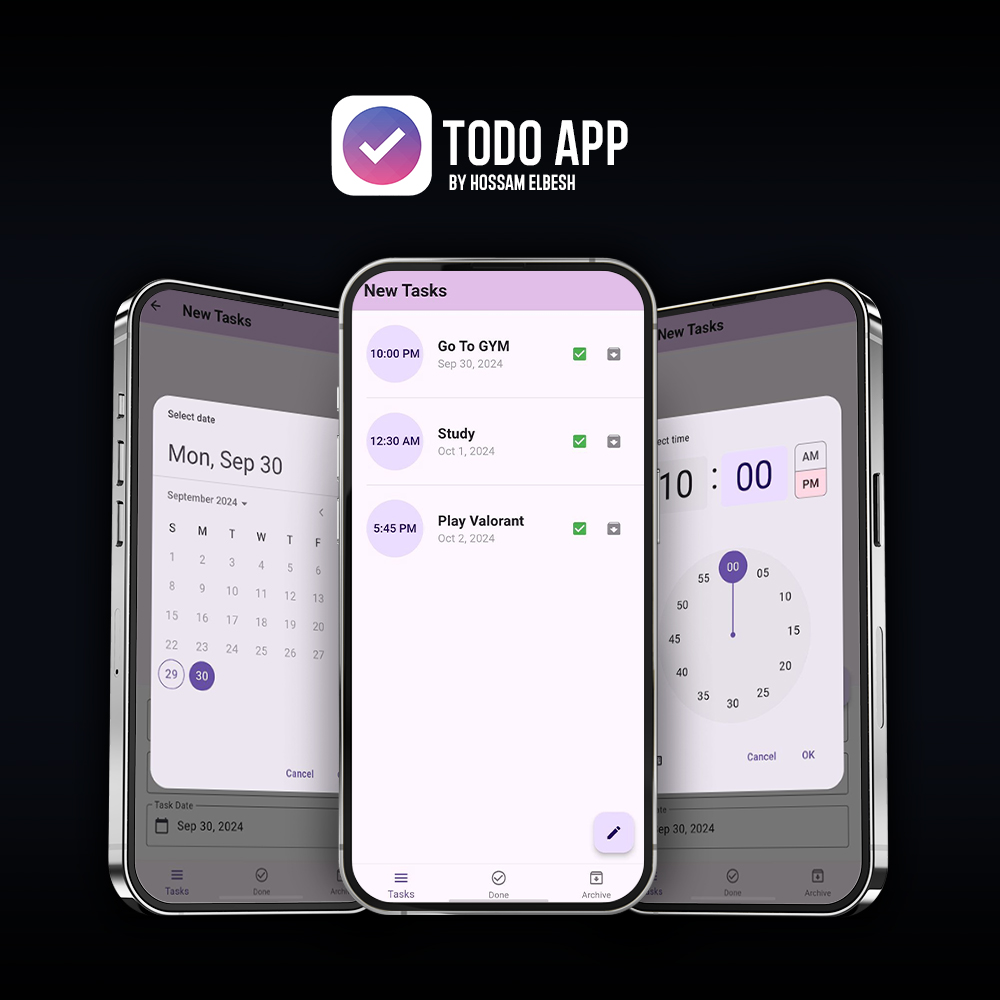 TODO APP
BY HOSSAM ELBESH
New Tasks
Select date
Mon, Sep 30
September 2024
S M T W T F
1 2 3 4 5 6
8 9 10 11 12 13
15 16 17 18 19 20
22 23 24 25 26 27
29 30
Cancel
Task Date
Sep 30, 2024
Tasks Done
New Tasks
10:00 PM
Go To GYM
Sep 30, 2024
12:30 AM
Study
Oct 1, 2024
5:45 PM
Play Valorant
Oct 2, 2024
Tasks Done Archive
New Tasks
time
10 : 00
AM
PM
00
05
10
15
20
25
30
35
40
45
50
55
Cancel OK
30, 2024
Done Archive